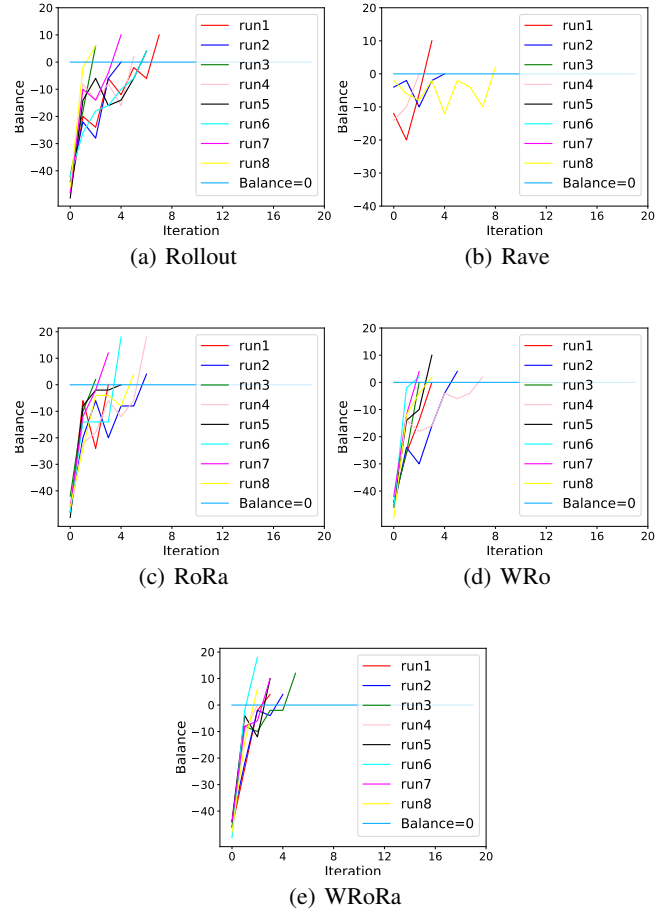 20
10
0
−10
−20
−30
−40
Balance
0
4
8
12
16
20
Iteration
run1
run2
run3
run4
run5
run6
run7
run8
Balance=0
(a) Rollout
20
10
0
−10
−20
−30
−40
Balance
0
4
8
12
16
20
Iteration
run1
run2
run3
run4
run5
run6
run7
run8
Balance=0
(b) Rave
20
10
0
−10
−20
−30
−40
Balance
0
4
8
12
16
20
Iteration
run1
run2
run3
run4
run5
run6
run7
run8
Balance=0
(c) RoRa
20
10
0
−10
−20
−30
−40
Balance
0
4
8
12
16
20
Iteration
run1
run2
run3
run4
run5
run6
run7
run8
Balance=0
(d) WRo
20
10
0
−10
−20
−30
−40
Balance
0
4
8
12
16
20
Iteration
run1
run2
run3
run4
run5
run6
run7
run8
Balance=0
(e) WRoRa